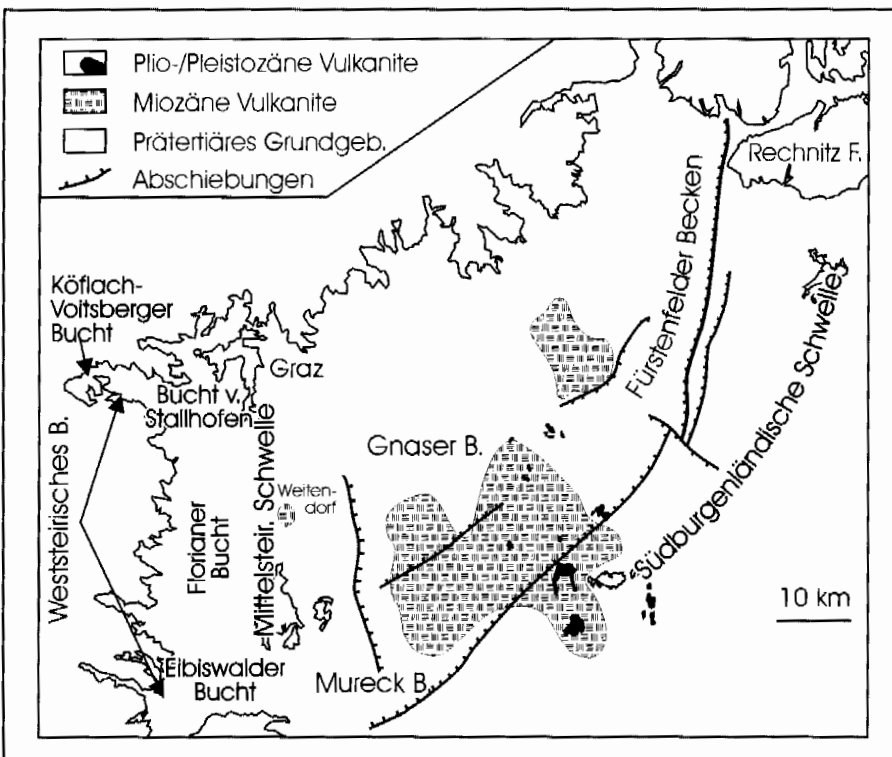 Plio-/Pleistozäne Vulkanite
Miozäne Vulkanite
Prätertiäres Grundgeb.
Abschiebungen
Rechnitz F.
Köflach-
Voitsberger
Bucht
Graz
Bucht v.
Stallhofen
Weststeirisches B.
Florianer
Bucht
Mittelsteir. Schwelle
Weiten-
dorf
Gnaser B.
Fürstenfelder Becken
Südburgenländische Schwelle
10 km
Eibiswalder
Bucht
Mureck B.